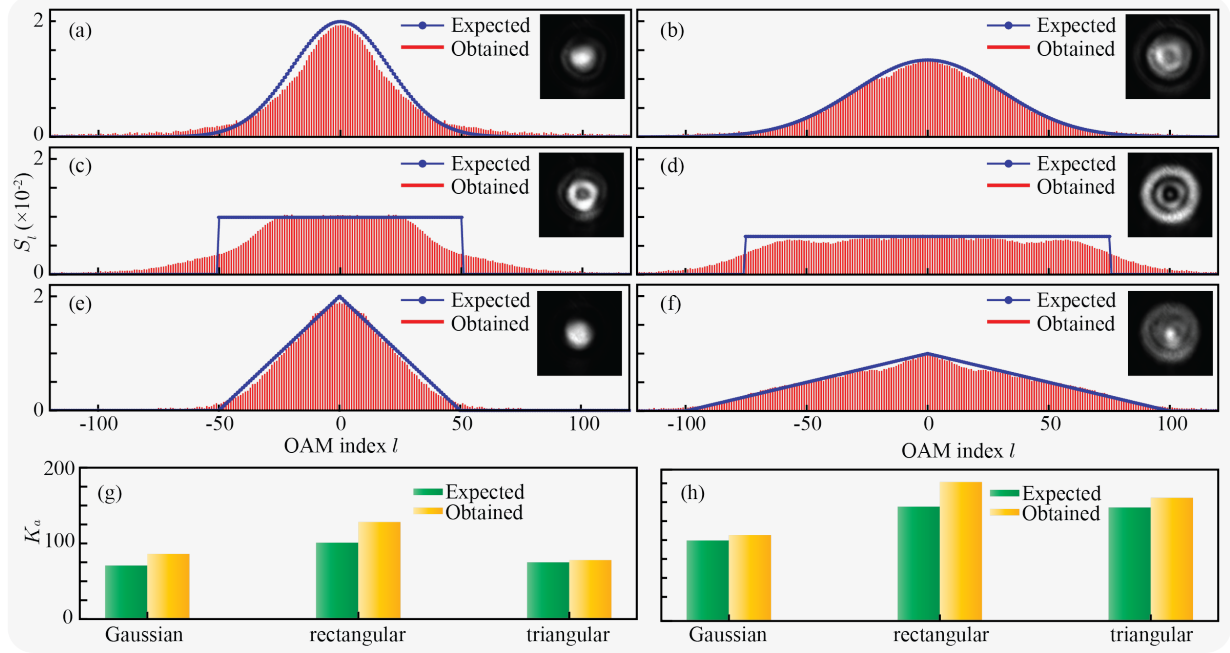 2
(a)
Expected
Obtained
(b)
Expected
Obtained
0
2
(c)
Expected
Obtained
(d)
Expected
Obtained
S_l (×10⁻²)
0
2
(e)
Expected
Obtained
(f)
Expected
Obtained
0
-100 -50 0 50 100
-100 -50 0 50 100
OAM index l
OAM index l
200
(g)
Expected
Obtained
(h)
Expected
Obtained
K_a
100
0
Gaussian rectangular triangular
Gaussian rectangular triangular